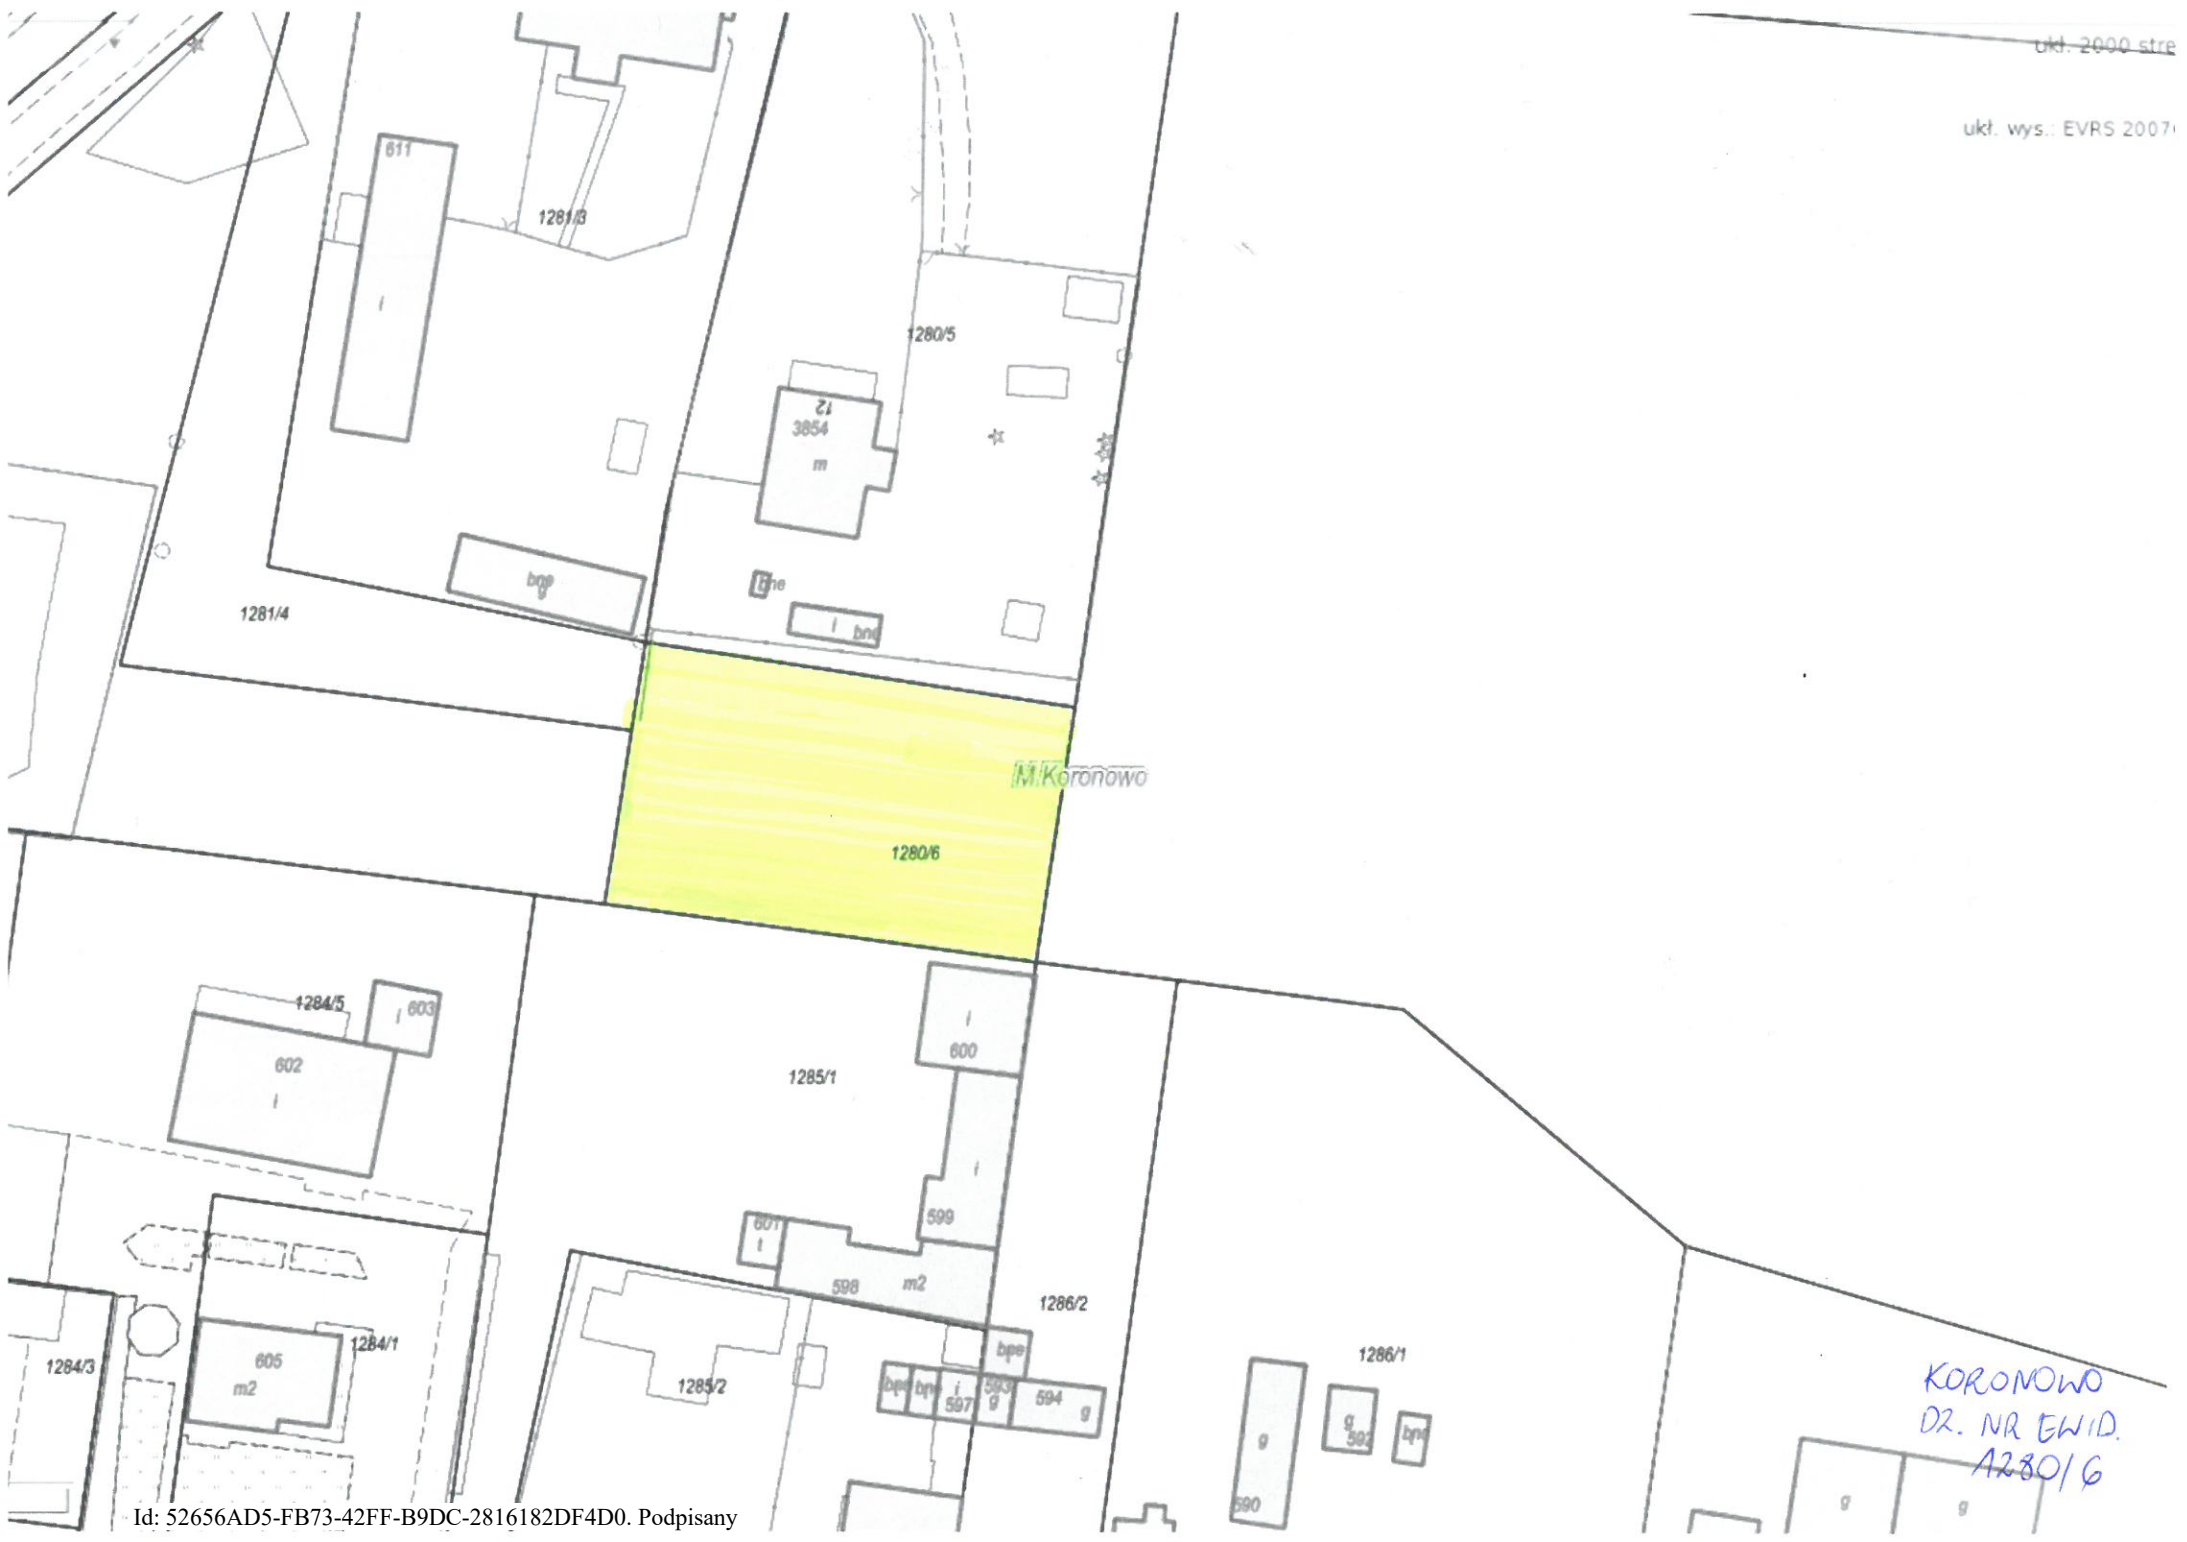 ukł. 2000 stre
ukł. wys.: EVRS 2007
611
i
1281/3
1280/5
12
3854
m
bne
g
bne
i
bne
1281/4
M.Koronowo
1280/6
1284/5
i
603
602
i
i
600
1285/1
i
599
601
i
598
m2
1286/2
1284/1
605
m2
1284/3
1285/2
bpe
bpe
bpe
i
597
593
g
594
g
1286/1
g
590
g
592
bne
KORONOWO
DZ. NR EWID.
1280/6
g
g
Id: 52656AD5-FB73-42FF-B9DC-2816182DF4D0. Podpisany